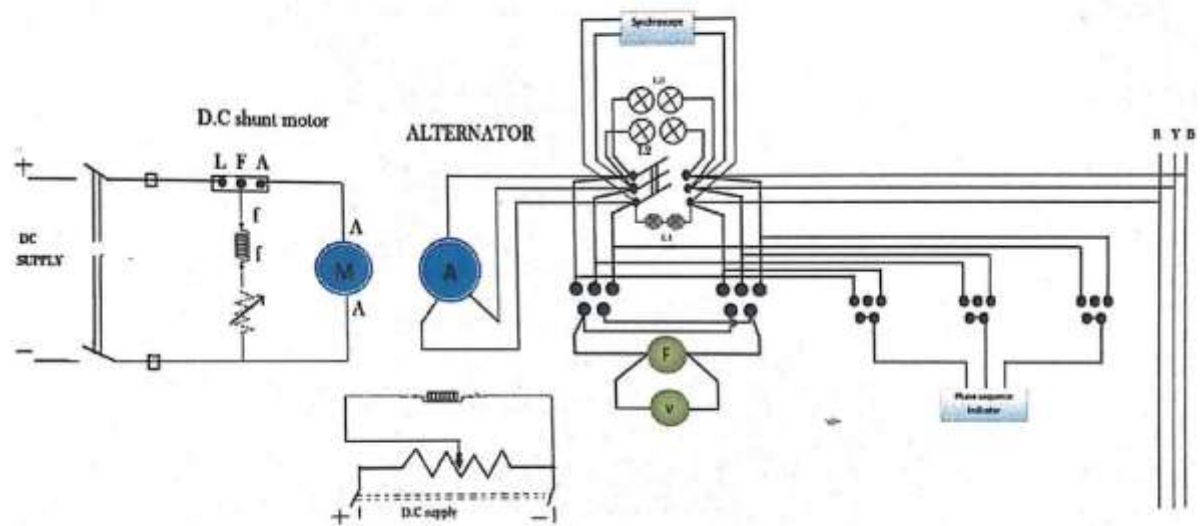 Synchroscope
L3
D.C shunt motor
ALTERNATOR
L2
R Y B
L F A
+
f
DC
SUPPLY
f
A
M
A
A
L1
−
F
V
Phase sequence
indicator
+
D.C supply
−